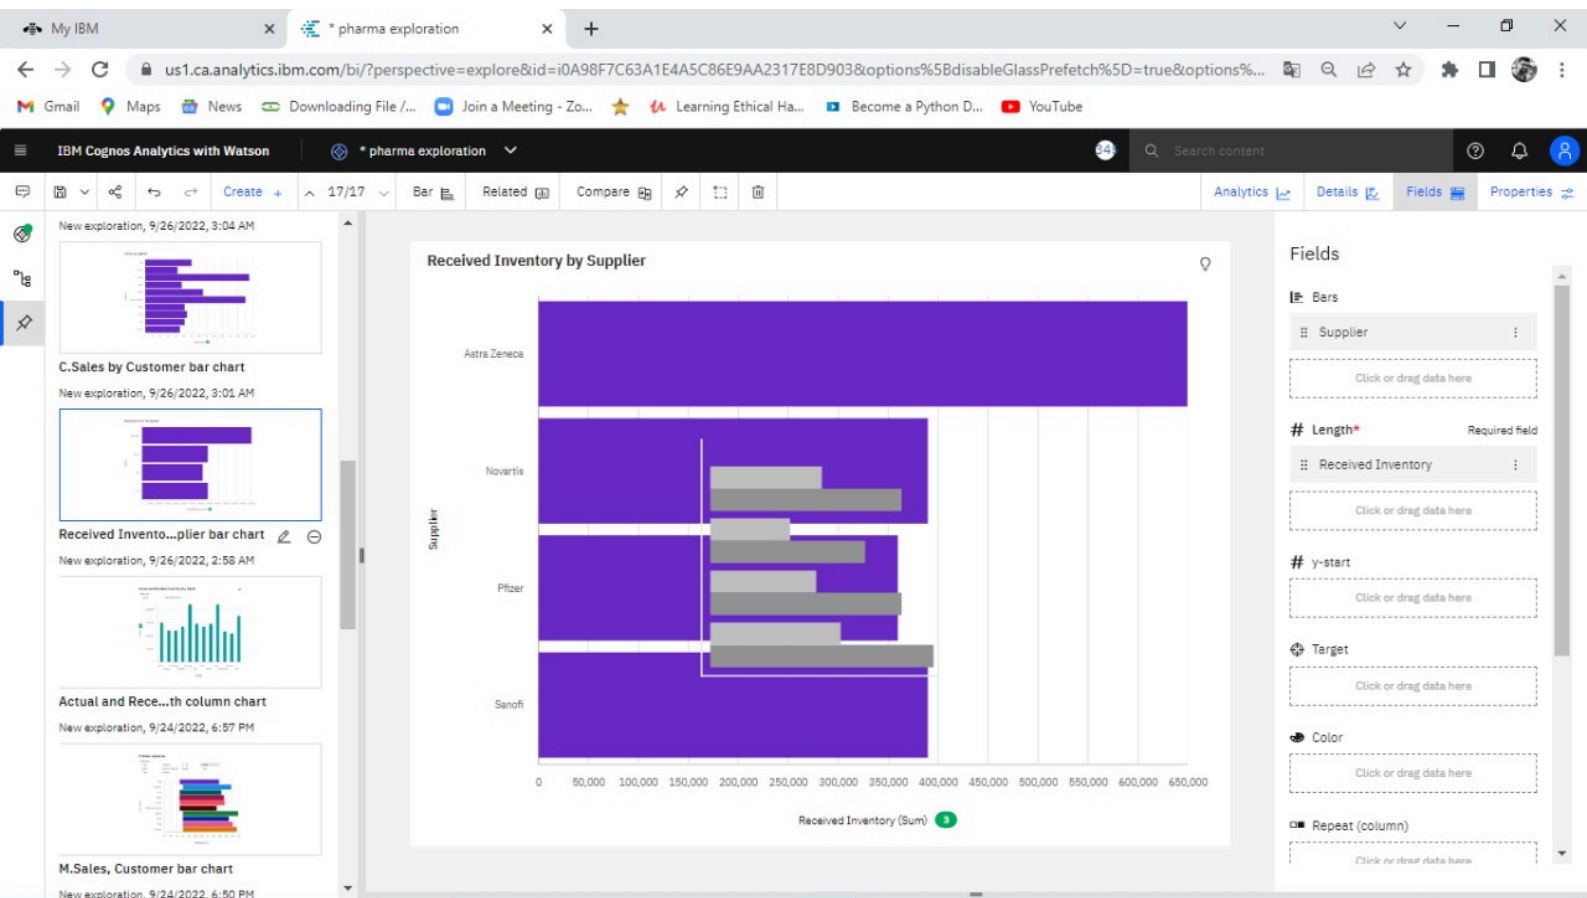 My IBM
* pharma exploration
us1.ca.analytics.ibm.com/bi/?perspective=explore&id=i0A98F7C63A1E4A5C86E9AA2317E8D903&options%5BdisableGlassPrefetch%5D=true&options%...
Gmail Maps News Downloading File /... Join a Meeting - Zo... Learning Ethical Ha... Become a Python D... YouTube
IBM Cognos Analytics with Watson * pharma exploration Search content
Create + 17/17 Bar Related Compare Analytics Details Fields Properties
New exploration, 9/26/2022, 3:04 AM
C.Sales by Customer bar chart
New exploration, 9/26/2022, 3:01 AM
Received Invento...plier bar chart
New exploration, 9/26/2022, 2:58 AM
Actual and Rece...th column chart
New exploration, 9/24/2022, 6:57 PM
M.Sales, Customer bar chart
New exploration, 9/24/2022, 6:50 PM
Received Inventory by Supplier
Supplier
Astra Zeneca
Novartis
Pfizer
Sanofi
0 50,000 100,000 150,000 200,000 250,000 300,000 350,000 400,000 450,000 500,000 550,000 600,000 650,000
Received Inventory (Sum) 3
Fields
Bars
Supplier
Click or drag data here
# Length* Required field
Received Inventory
Click or drag data here
# y-start
Click or drag data here
Target
Click or drag data here
Color
Click or drag data here
Repeat (column)
Click or drag data here